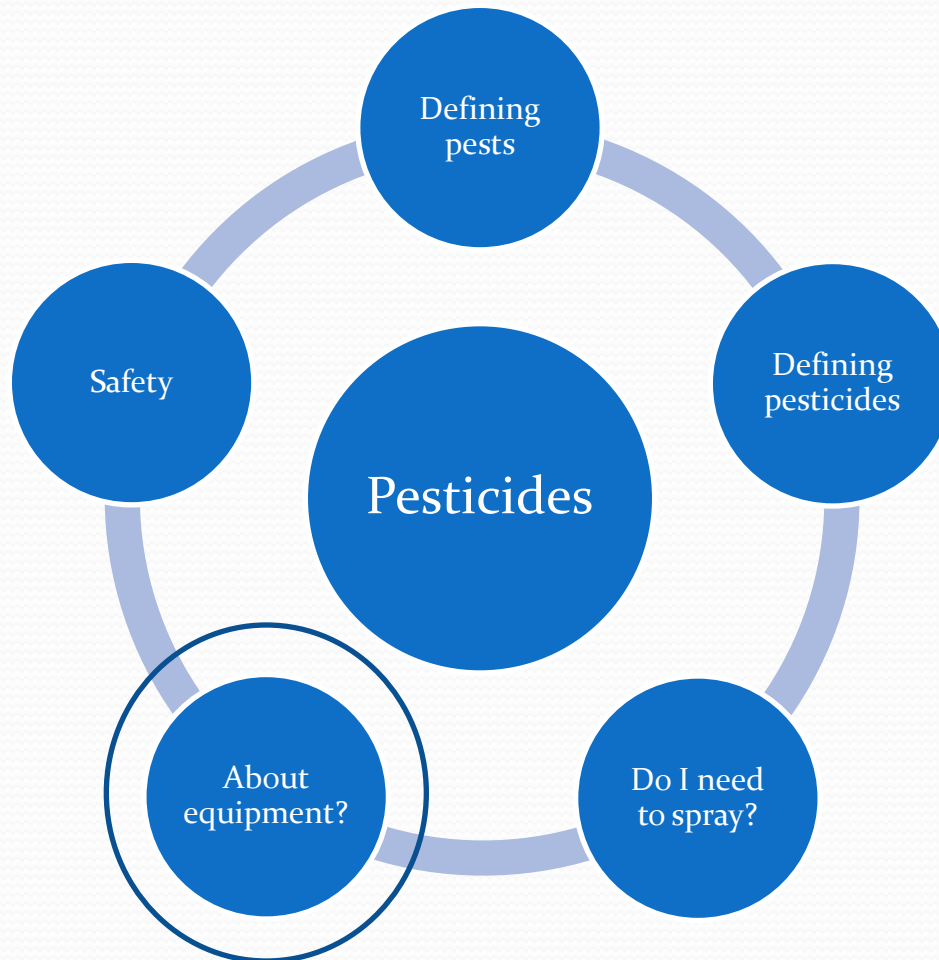 Defining
pests
Safety
Defining
pesticides
Pesticides
About
equipment?
Do I need
to spray?